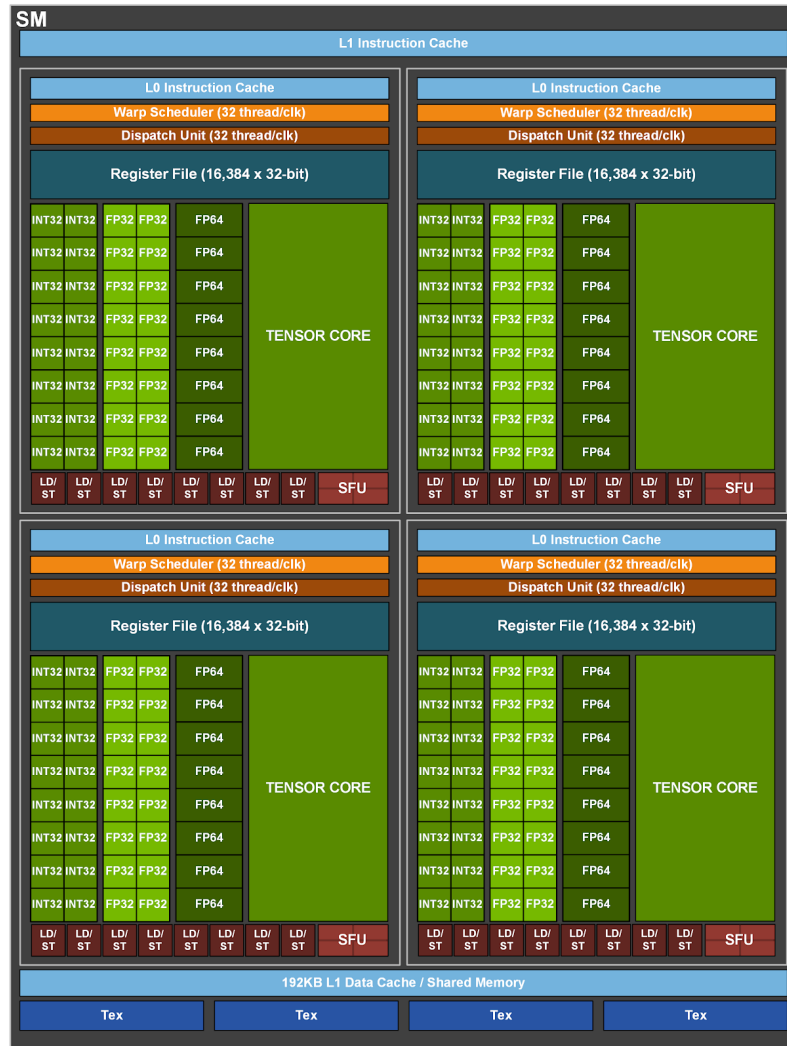 SM
L1 Instruction Cache
L0 Instruction Cache
Warp Scheduler (32 thread/clk)
Dispatch Unit (32 thread/clk)
Register File (16,384 x 32-bit)
INT32 INT32 FP32 FP32 FP64
INT32 INT32 FP32 FP32 FP64
INT32 INT32 FP32 FP32 FP64
INT32 INT32 FP32 FP32 FP64
TENSOR CORE
INT32 INT32 FP32 FP32 FP64
INT32 INT32 FP32 FP32 FP64
INT32 INT32 FP32 FP32 FP64
INT32 INT32 FP32 FP32 FP64
LD/ LD/ LD/ LD/ LD/ LD/ LD/ LD/
ST ST ST ST ST ST ST ST
SFU
L0 Instruction Cache
Warp Scheduler (32 thread/clk)
Dispatch Unit (32 thread/clk)
Register File (16,384 x 32-bit)
INT32 INT32 FP32 FP32 FP64
INT32 INT32 FP32 FP32 FP64
INT32 INT32 FP32 FP32 FP64
INT32 INT32 FP32 FP32 FP64
TENSOR CORE
INT32 INT32 FP32 FP32 FP64
INT32 INT32 FP32 FP32 FP64
INT32 INT32 FP32 FP32 FP64
INT32 INT32 FP32 FP32 FP64
LD/ LD/ LD/ LD/ LD/ LD/ LD/ LD/
ST ST ST ST ST ST ST ST
SFU
L0 Instruction Cache
Warp Scheduler (32 thread/clk)
Dispatch Unit (32 thread/clk)
Register File (16,384 x 32-bit)
INT32 INT32 FP32 FP32 FP64
INT32 INT32 FP32 FP32 FP64
INT32 INT32 FP32 FP32 FP64
INT32 INT32 FP32 FP32 FP64
TENSOR CORE
INT32 INT32 FP32 FP32 FP64
INT32 INT32 FP32 FP32 FP64
INT32 INT32 FP32 FP32 FP64
INT32 INT32 FP32 FP32 FP64
LD/ LD/ LD/ LD/ LD/ LD/ LD/ LD/
ST ST ST ST ST ST ST ST
SFU
L0 Instruction Cache
Warp Scheduler (32 thread/clk)
Dispatch Unit (32 thread/clk)
Register File (16,384 x 32-bit)
INT32 INT32 FP32 FP32 FP64
INT32 INT32 FP32 FP32 FP64
INT32 INT32 FP32 FP32 FP64
INT32 INT32 FP32 FP32 FP64
TENSOR CORE
INT32 INT32 FP32 FP32 FP64
INT32 INT32 FP32 FP32 FP64
INT32 INT32 FP32 FP32 FP64
INT32 INT32 FP32 FP32 FP64
LD/ LD/ LD/ LD/ LD/ LD/ LD/ LD/
ST ST ST ST ST ST ST ST
SFU
192KB L1 Data Cache / Shared Memory
Tex Tex Tex Tex